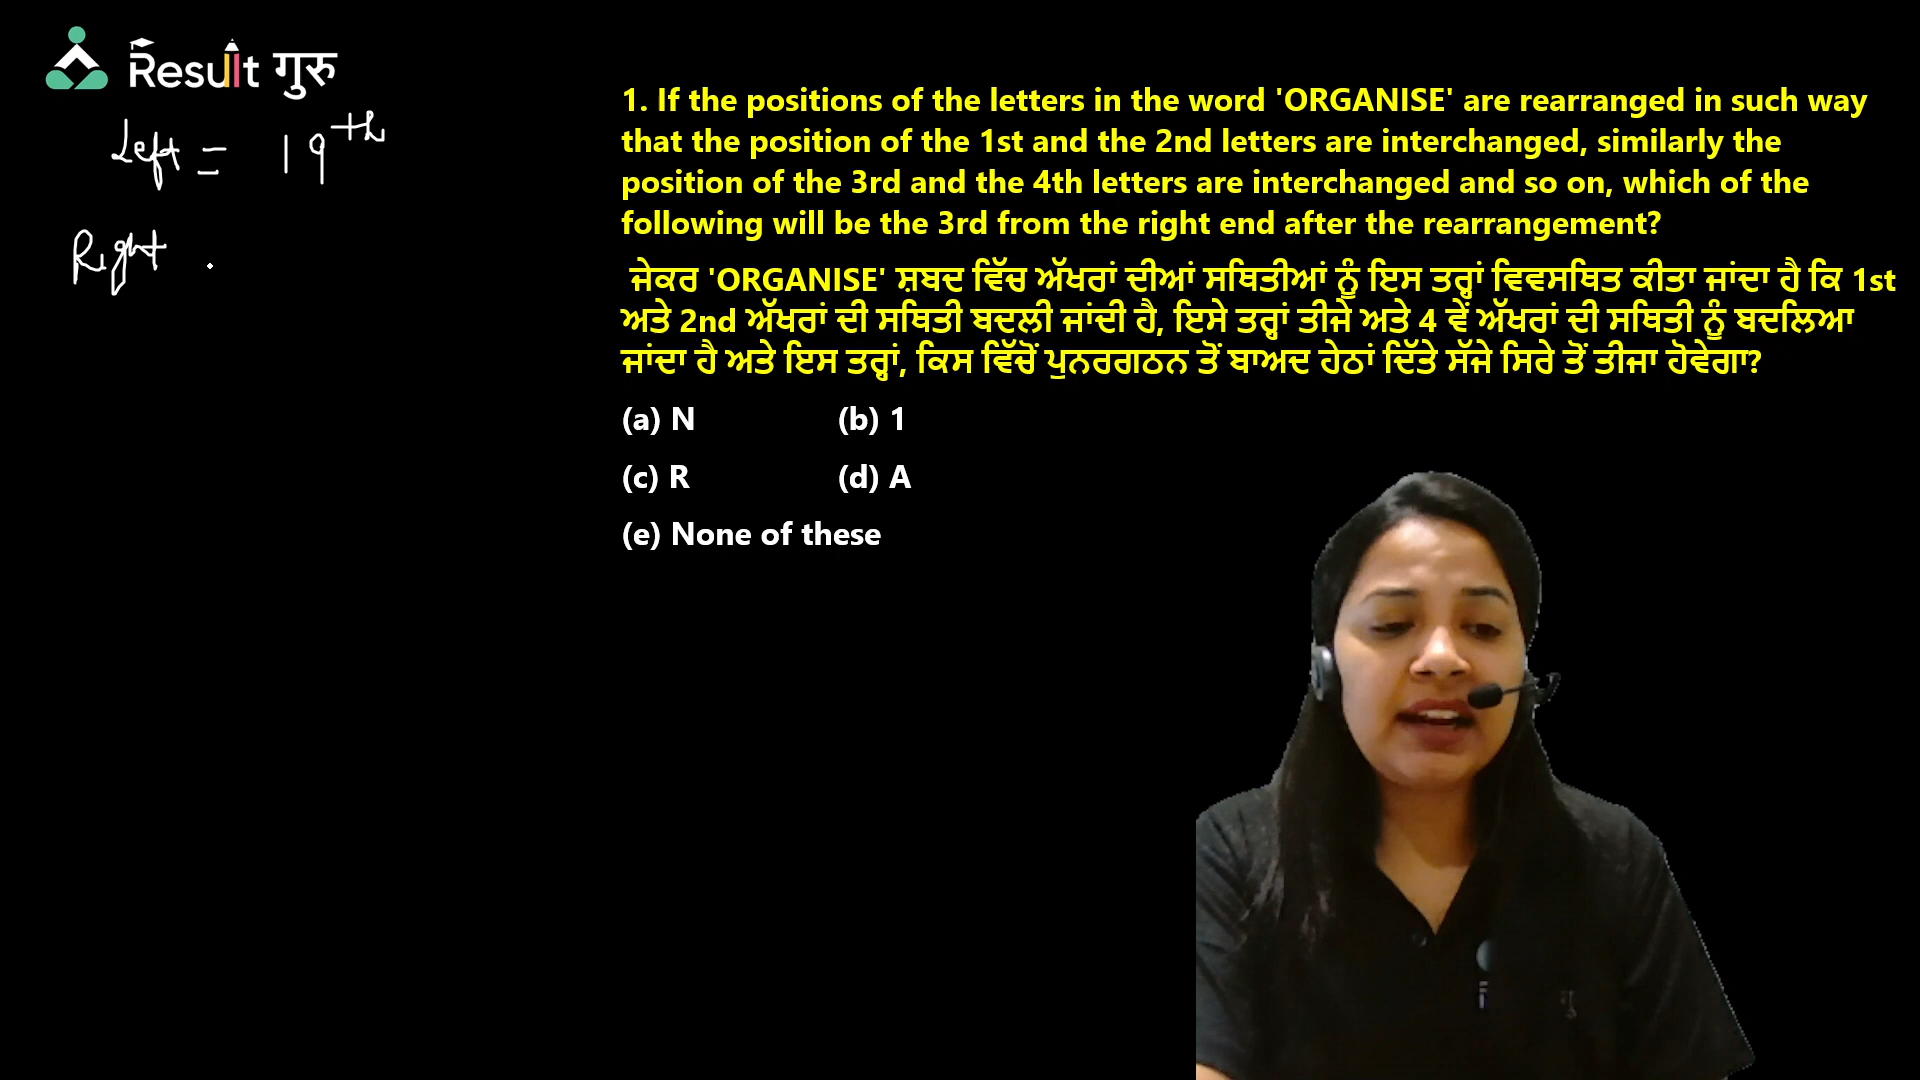 Result गुरु
Left = 19th
Right
1. If the positions of the letters in the word 'ORGANISE' are rearranged in such way
that the position of the 1st and the 2nd letters are interchanged, similarly the
position of the 3rd and the 4th letters are interchanged and so on, which of the
following will be the 3rd from the right end after the rearrangement?
ਜੇਕਰ 'ORGANISE' ਸ਼ਬਦ ਵਿੱਚ ਅੱਖਰਾਂ ਦੀਆਂ ਸਥਿਤੀਆਂ ਨੂੰ ਇਸ ਤਰ੍ਹਾਂ ਵਿਵਸਥਿਤ ਕੀਤਾ ਜਾਂਦਾ ਹੈ ਕਿ 1st
ਅਤੇ 2nd ਅੱਖਰਾਂ ਦੀ ਸਥਿਤੀ ਬਦਲੀ ਜਾਂਦੀ ਹੈ, ਇਸੇ ਤਰ੍ਹਾਂ ਤੀਜੇ ਅਤੇ 4 ਵੇਂ ਅੱਖਰਾਂ ਦੀ ਸਥਿਤੀ ਨੂੰ ਬਦਲਿਆ
ਜਾਂਦਾ ਹੈ ਅਤੇ ਇਸ ਤਰ੍ਹਾਂ, ਕਿਸ ਵਿੱਚੋਂ ਪੁਨਰਗਠਨ ਤੋਂ ਬਾਅਦ ਹੇਠਾਂ ਦਿੱਤੇ ਸੱਜੇ ਸਿਰੇ ਤੋਂ ਤੀਜਾ ਹੋਵੇਗਾ?
(a) N (b) 1
(c) R (d) A
(e) None of these